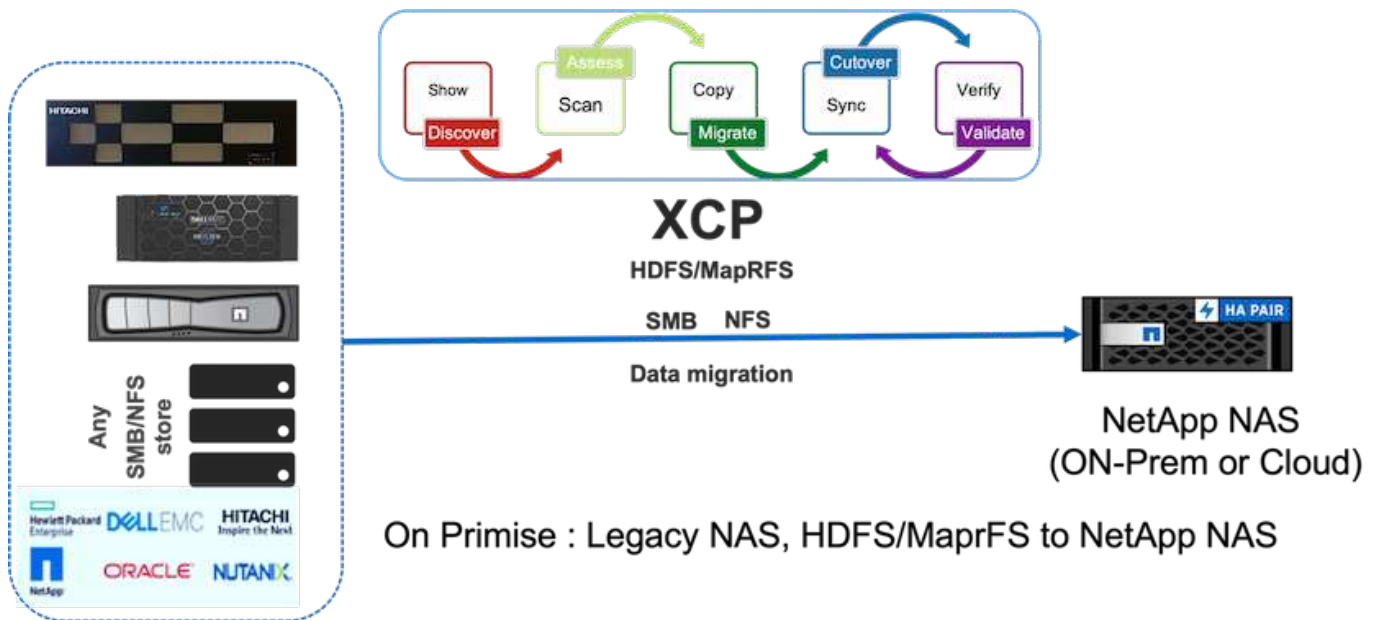 Show
Discover
Assess
Scan
Copy
Migrate
Cutover
Sync
Verify
Validate
HITACHI
XCP
HDFS/MapRFS
SMB NFS
Data migration
HA PAIR
Any
SMB/NFS
store
NetApp NAS
(ON-Prem or Cloud)
Hewlett Packard
Enterprise
DELLEMC
HITACHI
Inspire the Next
NetApp
ORACLE
NUTANIX
On Primise : Legacy NAS, HDFS/MaprFS to NetApp NAS